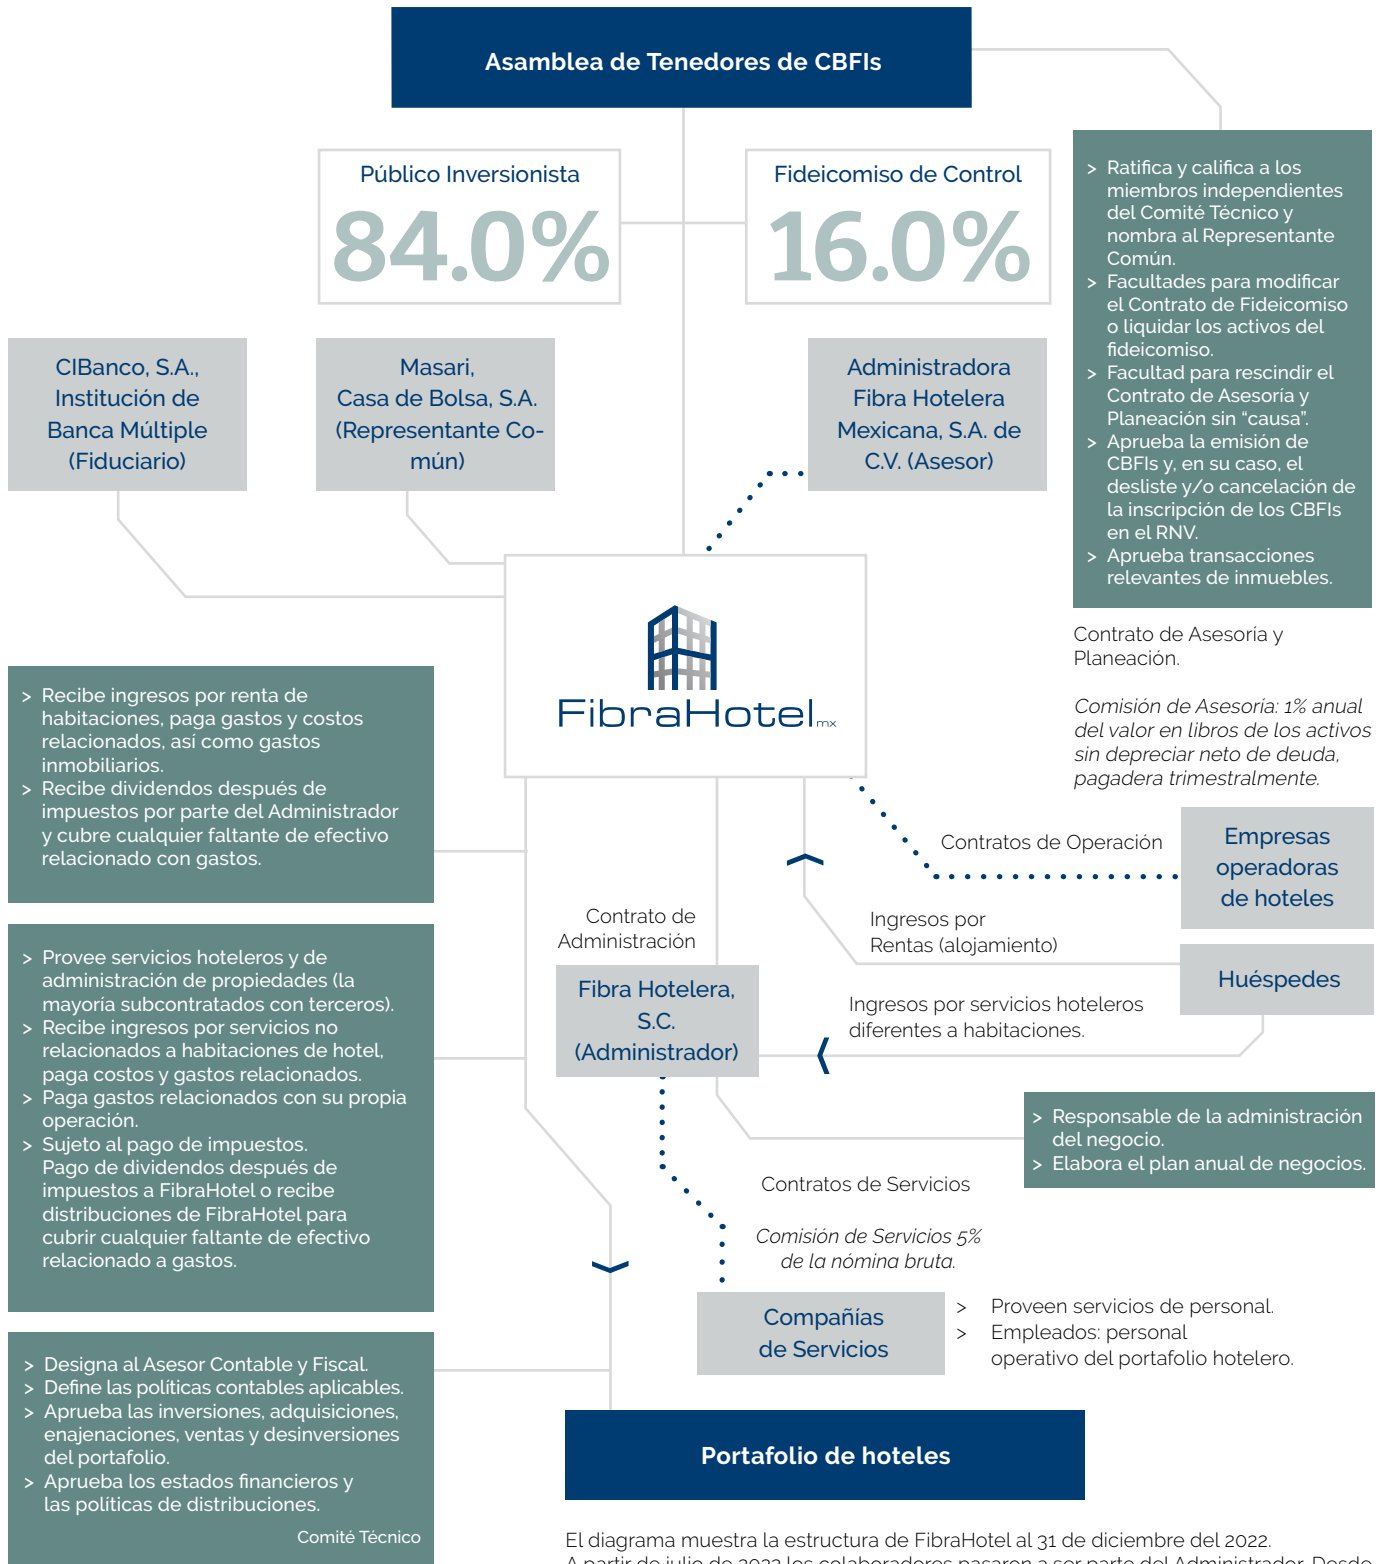 Asamblea de Tenedores de CBFIs
Público Inversionista
84.0%
Fideicomiso de Control
16.0%
> Ratifica y califica a los
miembros independientes
del Comité Técnico y
nombra al Representante
Común.
> Facultades para modificar
el Contrato de Fideicomiso
o liquidar los activos del
fideicomiso.
> Facultad para rescindir el
Contrato de Asesoría y
Planeación sin “causa”.
> Aprueba la emisión de
CBFIs y, en su caso, el
desliste y/o cancelación de
la inscripción de los CBFIs
en el RNV.
> Aprueba transacciones
relevantes de inmuebles.
CIBanco, S.A.,
Institución de
Banca Múltiple
(Fiduciario)
Masari,
Casa de Bolsa, S.A.
(Representante Co-
mún)
Administradora
Fibra Hotelera
Mexicana, S.A. de
C.V. (Asesor)
Contrato de Asesoría y
Planeación.
Comisión de Asesoría: 1% anual
del valor en libros de los activos
sin depreciar neto de deuda,
pagadera trimestralmente.
FibraHotel mx
> Recibe ingresos por renta de
habitaciones, paga gastos y costos
relacionados, así como gastos
inmobiliarios.
> Recibe dividendos después de
impuestos por parte del Administrador
y cubre cualquier faltante de efectivo
relacionado con gastos.
Contratos de Operación
Empresas
operadoras
de hoteles
Contrato de
Administración
Ingresos por
Rentas (alojamiento)
Huéspedes
Fibra Hotelera,
S.C.
(Administrador)
Ingresos por servicios hoteleros
diferentes a habitaciones.
> Provee servicios hoteleros y de
administración de propiedades (la
mayoría subcontratados con terceros).
> Recibe ingresos por servicios no
relacionados a habitaciones de hotel,
paga costos y gastos relacionados.
> Paga gastos relacionados con su propia
operación.
> Sujeto al pago de impuestos.
Pago de dividendos después de
impuestos a FibraHotel o recibe
distribuciones de FibraHotel para
cubrir cualquier faltante de efectivo
relacionado a gastos.
> Responsable de la administración
del negocio.
> Elabora el plan anual de negocios.
Contratos de Servicios
Comisión de Servicios 5%
de la nómina bruta.
Compañías
de Servicios
> Proveen servicios de personal.
> Empleados: personal
operativo del portafolio hotelero.
> Designa al Asesor Contable y Fiscal.
> Define las políticas contables aplicables.
> Aprueba las inversiones, adquisiciones,
enajenaciones, ventas y desinversiones
del portafolio.
> Aprueba los estados financieros y
las políticas de distribuciones.
Comité Técnico
Portafolio de hoteles
El diagrama muestra la estructura de FibraHotel al 31 de diciembre del 2022.
A partir de julio de 2022 los colaboradores pasaron a ser parte del Administrador. Desde